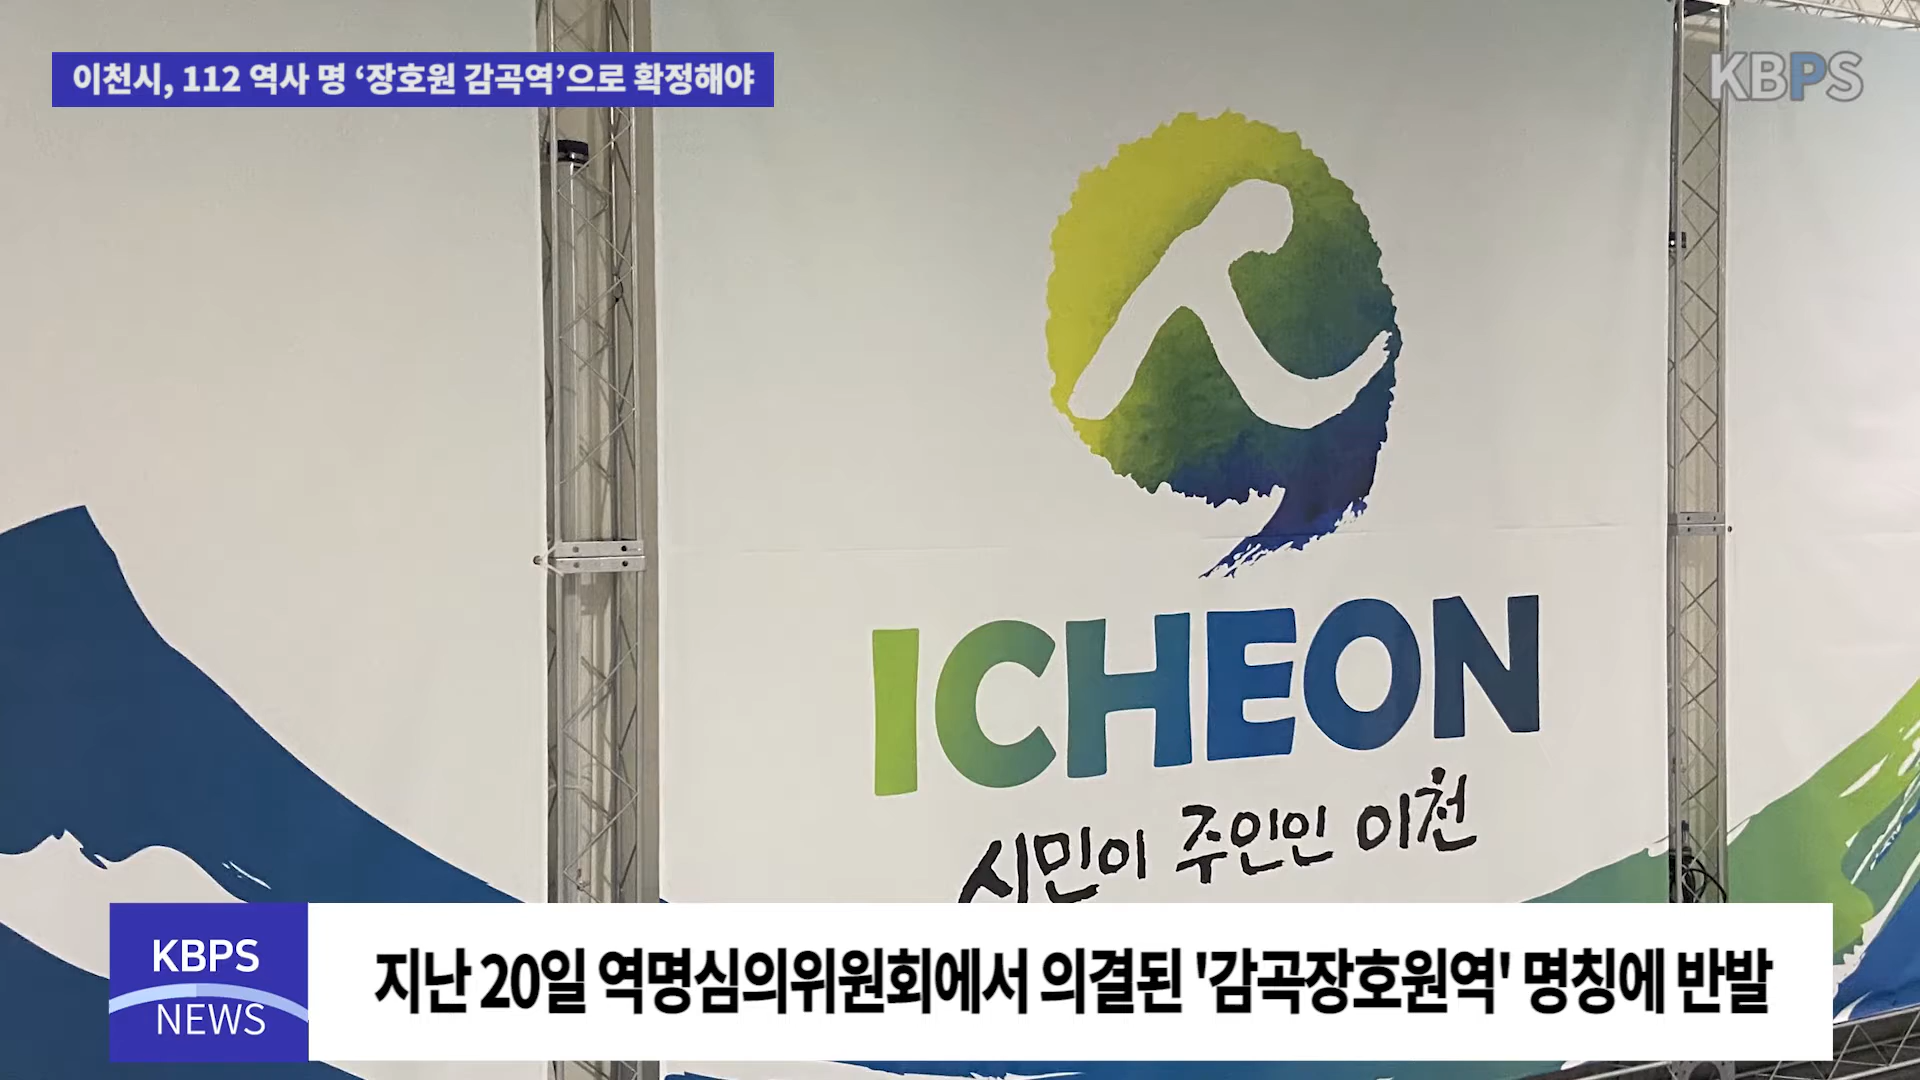 이천시, 112 역사 명 ‘장호원 감곡역’으로 확정해야
KBPS
ICHEON
시민이 주인인 이천
KBPS
NEWS
지난 20일 역명심의위원회에서 의결된 '감곡장호원역' 명칭에 반발